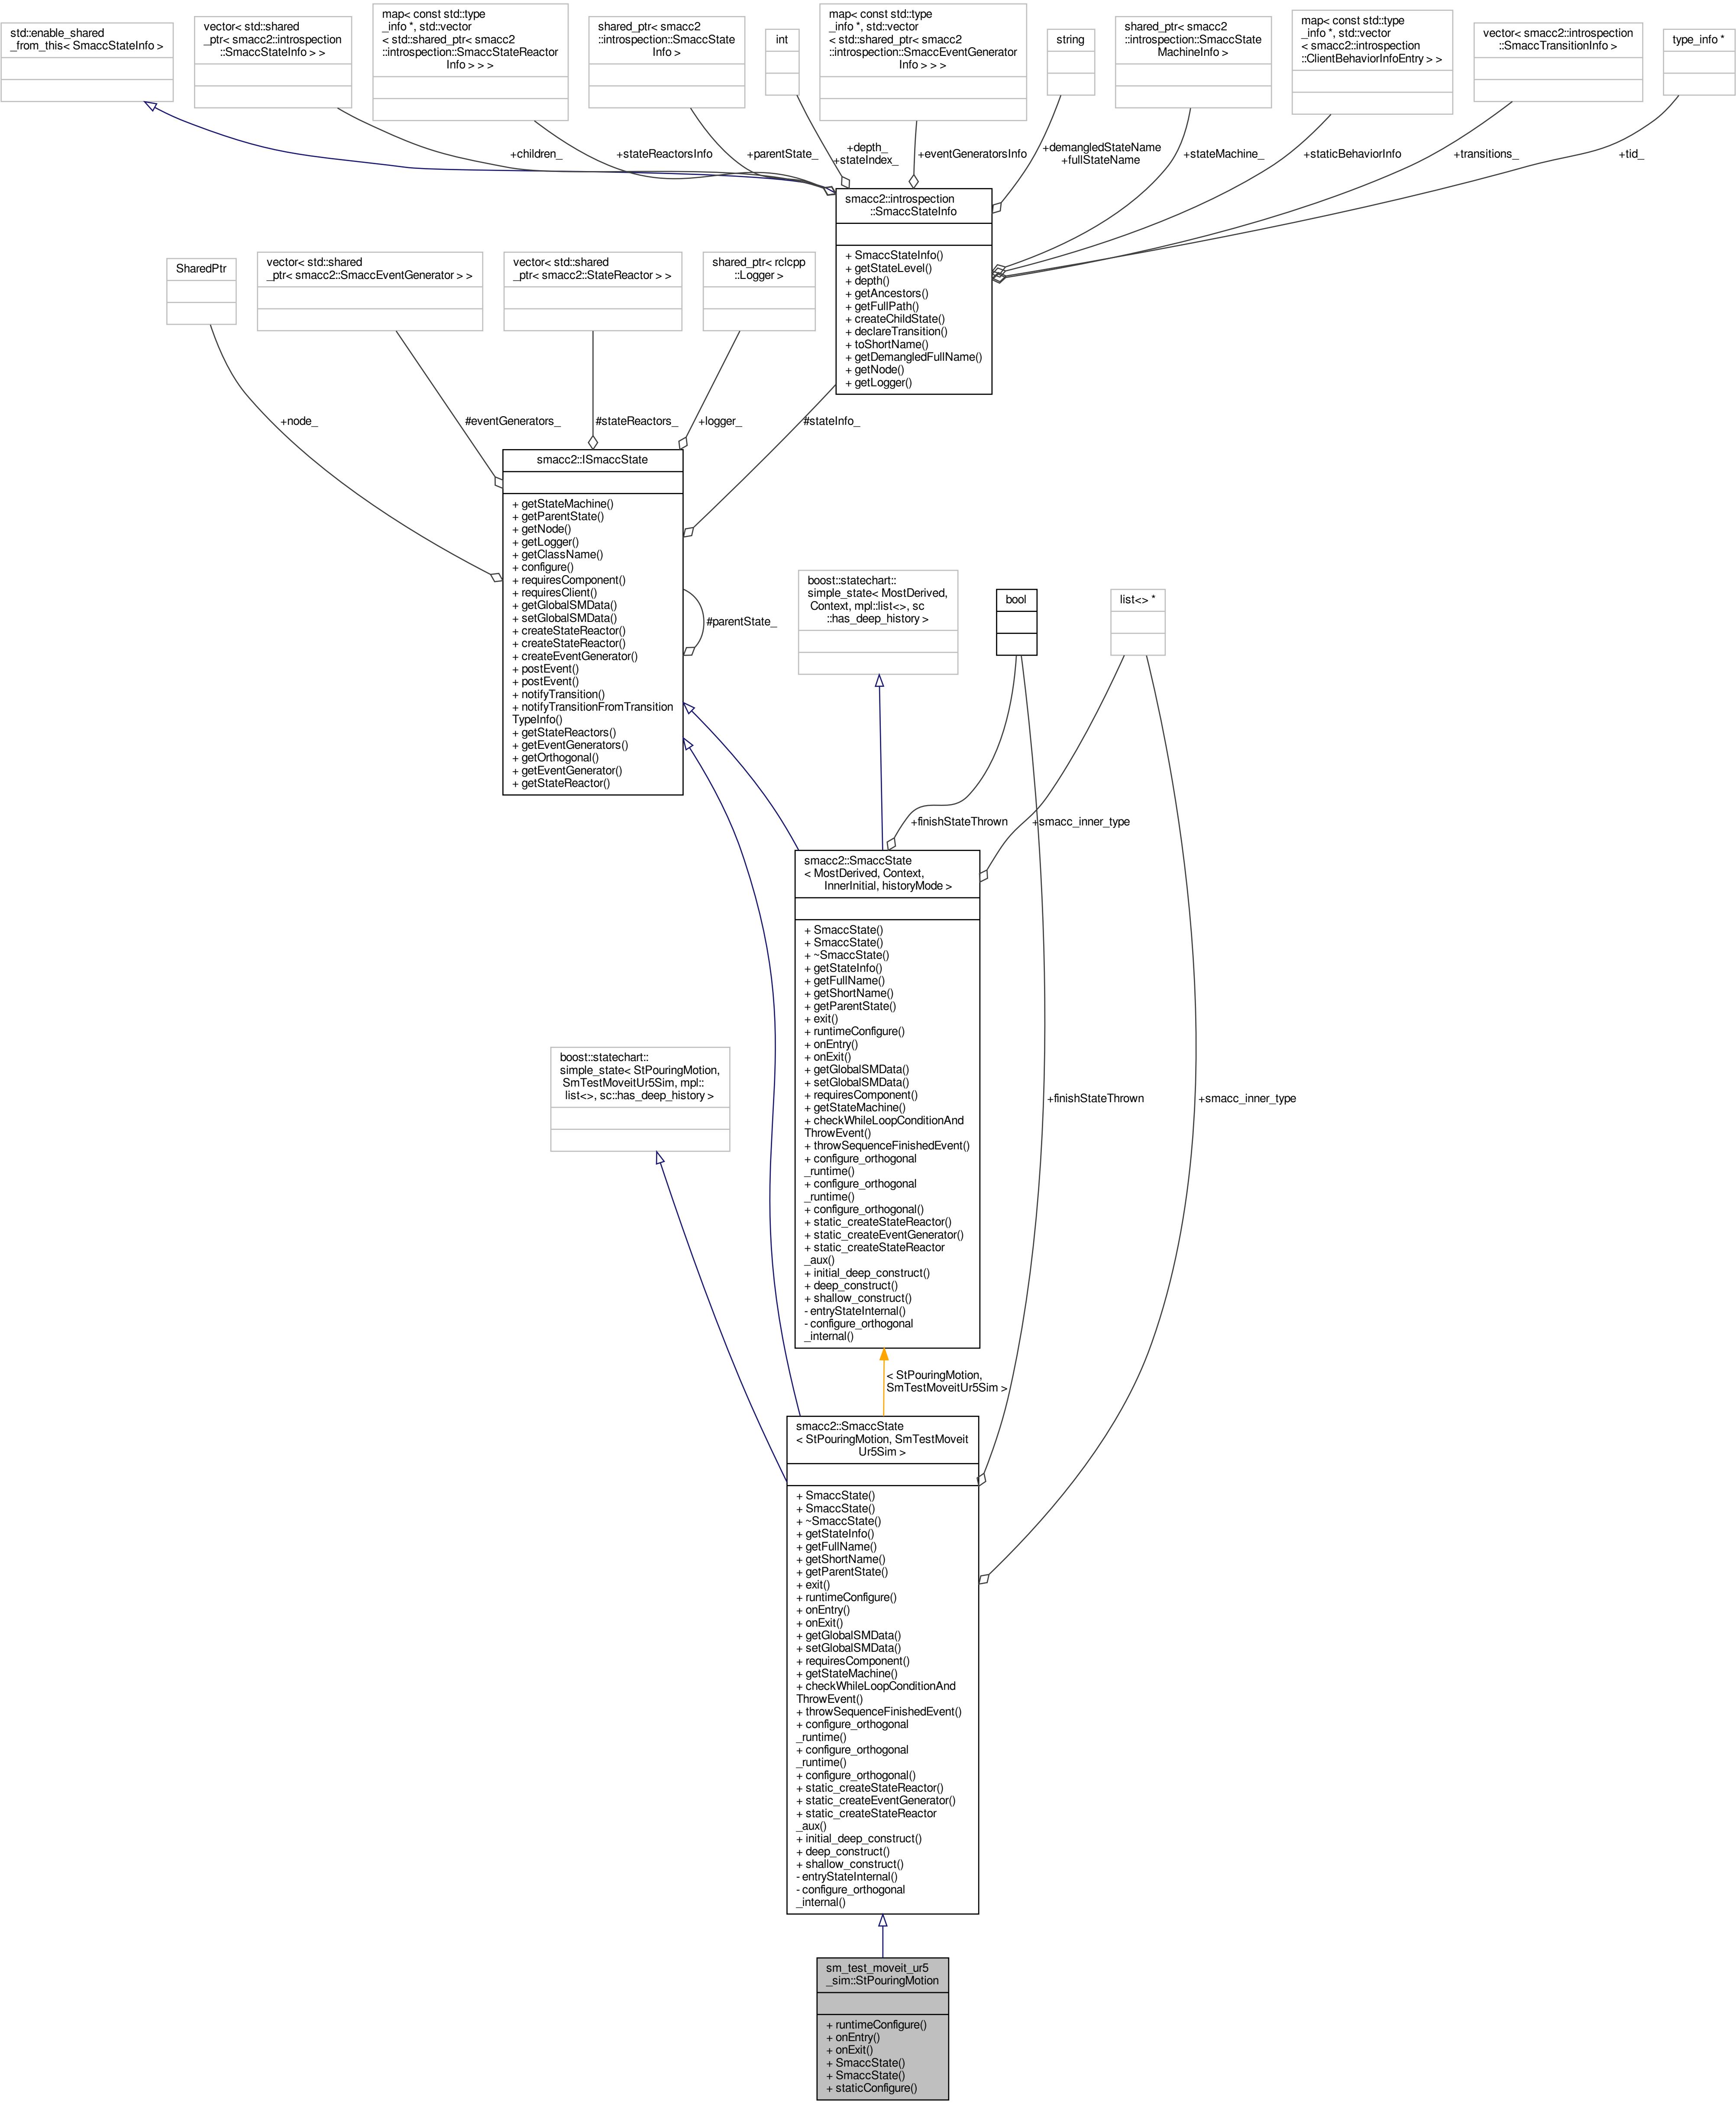 std::enable_shared
_from_this< SmaccStateInfo >
vector< std::shared
_ptr< smacc2::introspection
::SmaccStateInfo > >
map< const std::type
_info *, std::vector
< std::shared_ptr< smacc2
::introspection::SmaccStateReactor
Info > > >
shared_ptr< smacc2
::introspection::SmaccState
Info >
int
map< const std::type
_info *, std::vector
< std::shared_ptr< smacc2
::introspection::SmaccEventGenerator
Info > > >
string
shared_ptr< smacc2
::introspection::SmaccState
MachineInfo >
map< const std::type
_info *, std::vector
< smacc2::introspection
::ClientBehaviorInfoEntry > >
vector< smacc2::introspection
::SmaccTransitionInfo >
type_info *
+children_
+stateReactorsInfo
+parentState_
+depth_
+stateIndex_
+eventGeneratorsInfo
+demangledStateName
+fullStateName
+stateMachine_
+staticBehaviorInfo
+transitions_
+tid_
smacc2::introspection
::SmaccStateInfo
+ SmaccStateInfo()
+ getStateLevel()
+ depth()
+ getAncestors()
+ getFullPath()
+ createChildState()
+ declareTransition()
+ toShortName()
+ getDemangledFullName()
+ getNode()
+ getLogger()
SharedPtr
vector< std::shared
_ptr< smacc2::SmaccEventGenerator > >
vector< std::shared
_ptr< smacc2::StateReactor > >
shared_ptr< rclcpp
::Logger >
+node_
#eventGenerators_
#stateReactors_
+logger_
#stateInfo_
smacc2::ISmaccState
+ getStateMachine()
+ getParentState()
+ getNode()
+ getLogger()
+ getClassName()
+ configure()
+ requiresComponent()
+ requiresClient()
+ getGlobalSMData()
+ setGlobalSMData()
+ createStateReactor()
+ createStateReactor()
+ createEventGenerator()
+ postEvent()
+ postEvent()
+ notifyTransition()
+ notifyTransitionFromTransition
TypeInfo()
+ getStateReactors()
+ getEventGenerators()
+ getOrthogonal()
+ getEventGenerator()
+ getStateReactor()
#parentState_
boost::statechart::
simple_state< MostDerived,
Context, mpl::list<>, sc
::has_deep_history >
bool
list<> *
+finishStateThrown
+smacc_inner_type
smacc2::SmaccState
< MostDerived, Context,
InnerInitial, historyMode >
+ SmaccState()
+ SmaccState()
+ ~SmaccState()
+ getStateInfo()
+ getFullName()
+ getShortName()
+ getParentState()
+ exit()
+ runtimeConfigure()
+ onEntry()
+ onExit()
+ getGlobalSMData()
+ setGlobalSMData()
+ requiresComponent()
+ getStateMachine()
+ checkWhileLoopConditionAnd
ThrowEvent()
+ throwSequenceFinishedEvent()
+ configure_orthogonal
_runtime()
+ configure_orthogonal
_runtime()
+ configure_orthogonal()
+ static_createStateReactor()
+ static_createEventGenerator()
+ static_createStateReactor
_aux()
+ initial_deep_construct()
+ deep_construct()
+ shallow_construct()
- entryStateInternal()
- configure_orthogonal
_internal()
boost::statechart::
simple_state< StPouringMotion,
SmTestMoveitUr5Sim, mpl::
list<>, sc::has_deep_history >
+finishStateThrown
+smacc_inner_type
< StPouringMotion,
SmTestMoveitUr5Sim >
smacc2::SmaccState
< StPouringMotion, SmTestMoveit
Ur5Sim >
+ SmaccState()
+ SmaccState()
+ ~SmaccState()
+ getStateInfo()
+ getFullName()
+ getShortName()
+ getParentState()
+ exit()
+ runtimeConfigure()
+ onEntry()
+ onExit()
+ getGlobalSMData()
+ setGlobalSMData()
+ requiresComponent()
+ getStateMachine()
+ checkWhileLoopConditionAnd
ThrowEvent()
+ throwSequenceFinishedEvent()
+ configure_orthogonal
_runtime()
+ configure_orthogonal
_runtime()
+ configure_orthogonal()
+ static_createStateReactor()
+ static_createEventGenerator()
+ static_createStateReactor
_aux()
+ initial_deep_construct()
+ deep_construct()
+ shallow_construct()
- entryStateInternal()
- configure_orthogonal
_internal()
sm_test_moveit_ur5
_sim::StPouringMotion
+ runtimeConfigure()
+ onEntry()
+ onExit()
+ SmaccState()
+ SmaccState()
+ staticConfigure()